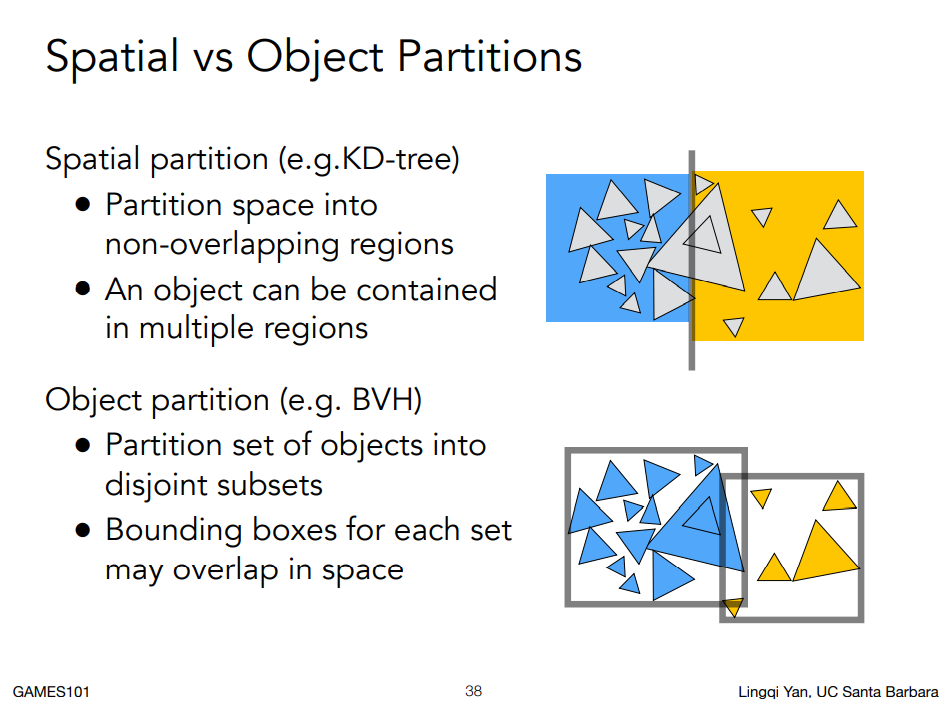 Spatial vs Object Partitions
Spatial partition (e.g.KD-tree)
● Partition space into
non-overlapping regions
● An object can be contained
in multiple regions
Object partition (e.g. BVH)
● Partition set of objects into
disjoint subsets
● Bounding boxes for each set
may overlap in space
GAMES101
38
Lingqi Yan, UC Santa Barbara